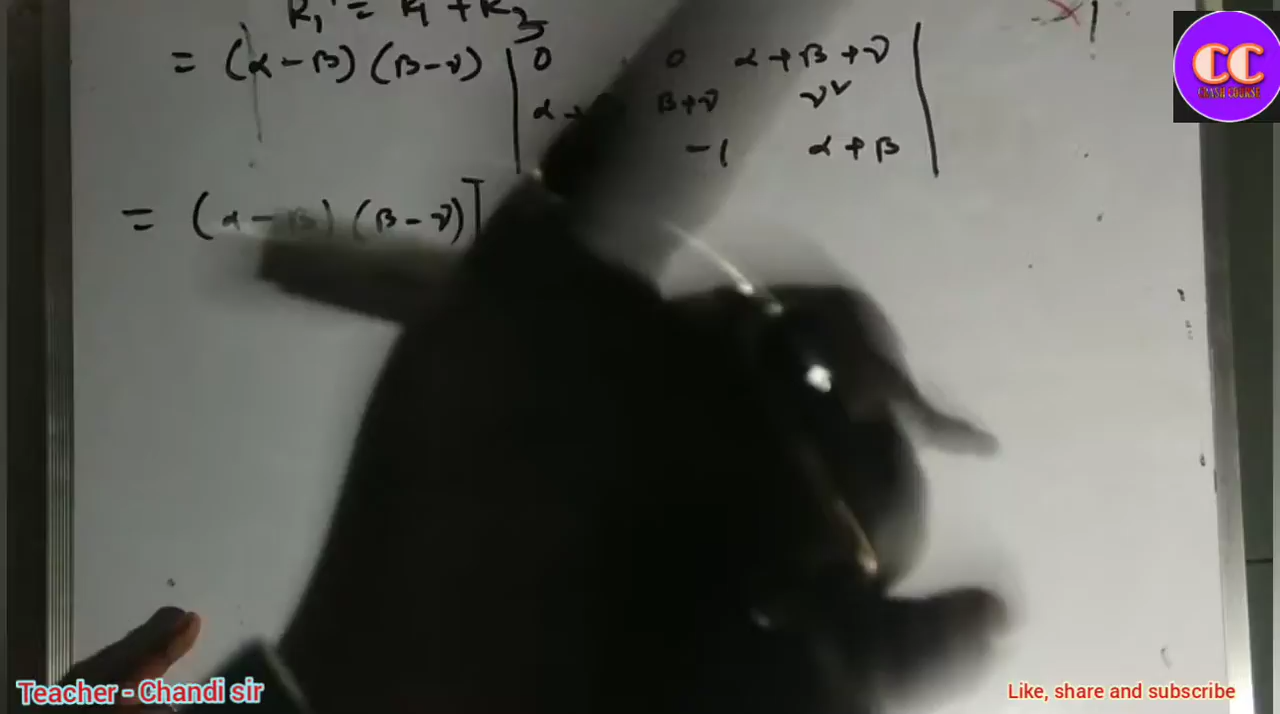 R₁' = R₁ + R₃
= (α-β) (β-γ) | 0 0 α+β+γ |
α+ β+γ γ²
-1 α+β
= (α-β) (β-γ) [
CC
CRASH COURSE
Teacher - Chandi sir
Like, share and subscribe